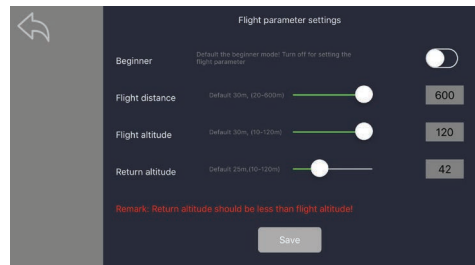 Flight parameter settings
Beginner
Default the beginner mode! Turn off for setting the
flight parameter
Flight distance
Default 30m, (20-600m)
600
Flight altitude
Default 30m, (10-120m)
120
Return altitude
Default 25m,(10-120m)
42
Remark: Return altitude should be less than flight altitude!
Save